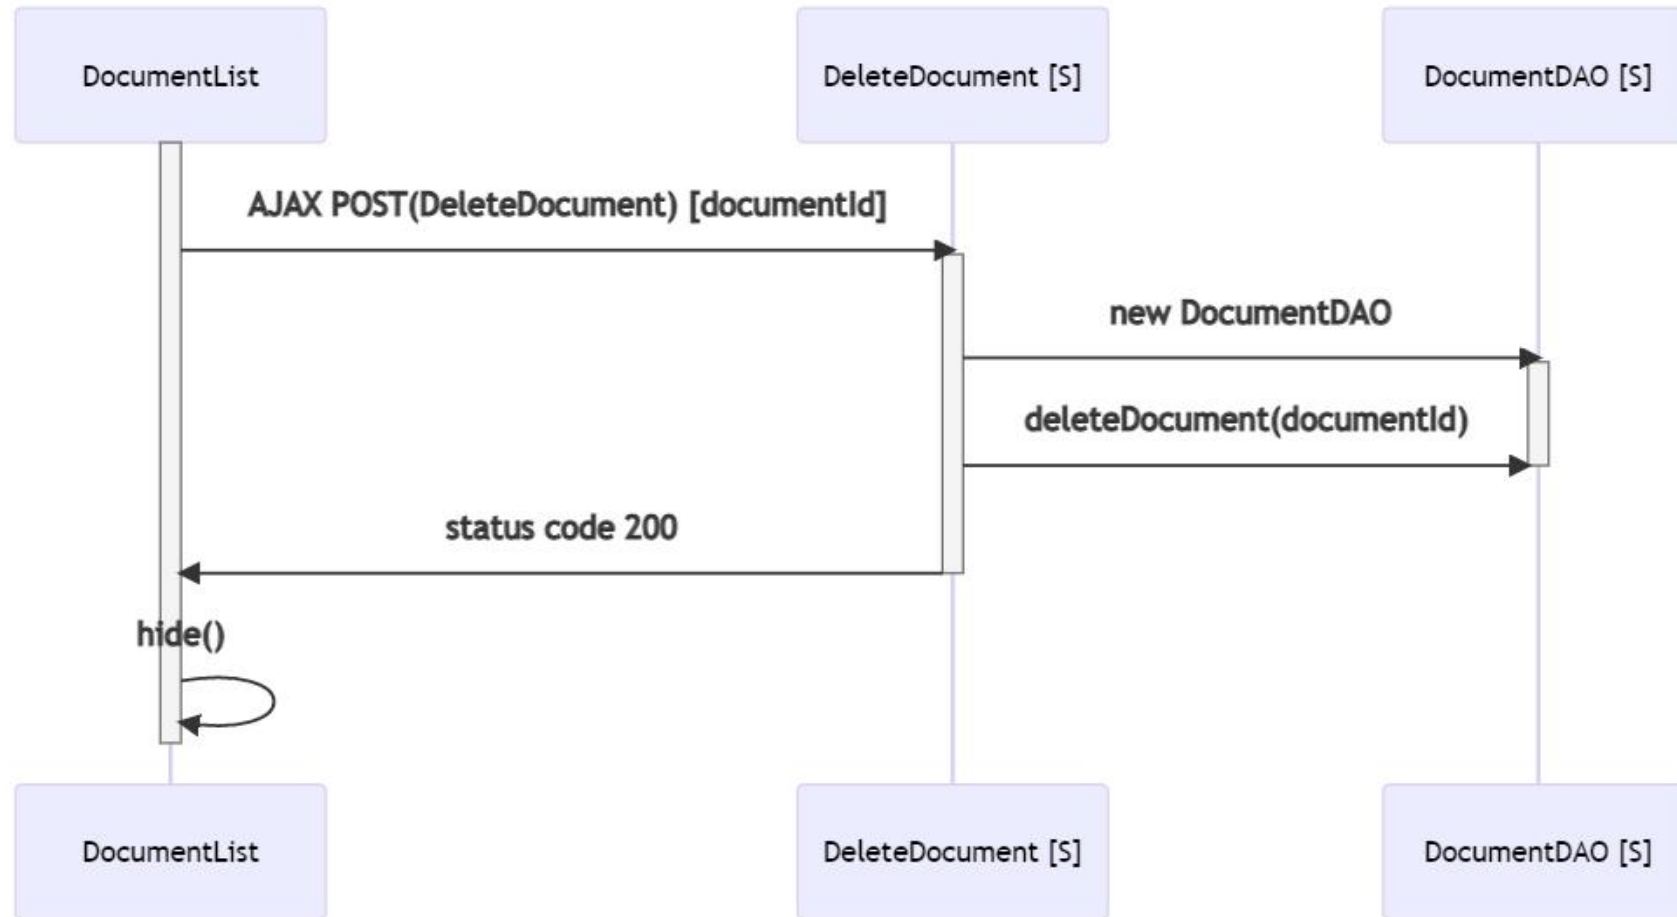 DocumentList
DeleteDocument [S]
DocumentDAO [S]
AJAX POST(DeleteDocument) [documentId]
new DocumentDAO
deleteDocument(documentId)
status code 200
hide()
DocumentList
DeleteDocument [S]
DocumentDAO [S]